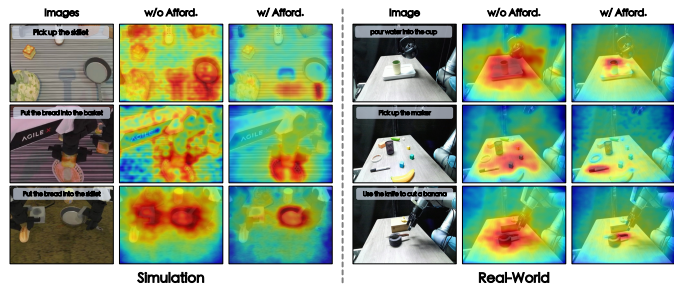 Images w/o Afford. w/ Afford. Image w/o Afford. w/ Afford.
Pick up the skillet
pour water into the cup
Put the bread into the basket
AGILE X
AGILE
Pick up the marker
Put the bread into the skillet
Use the knife to cut a banana
Simulation Real-World